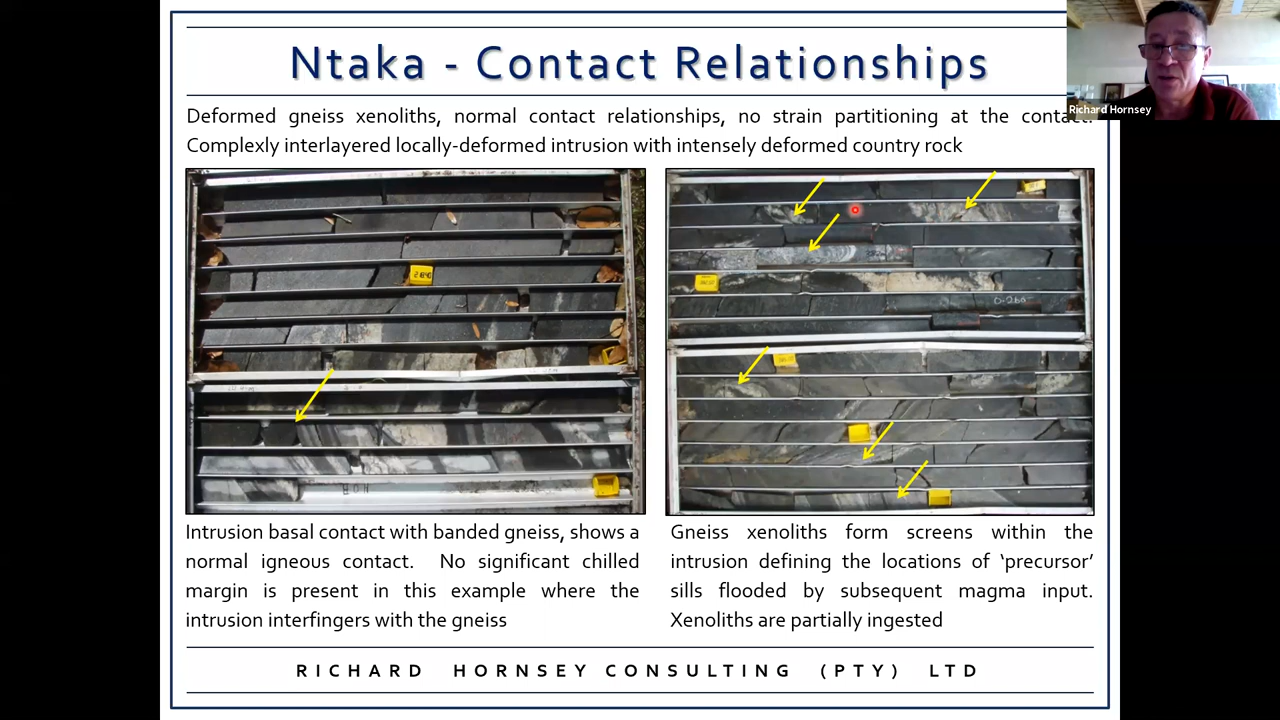 Ntaka - Contact Relationships
Richard Hornsey
Deformed gneiss xenoliths, normal contact relationships, no strain partitioning at the contact.
Complexly interlayered locally-deformed intrusion with intensely deformed country rock
Intrusion basal contact with banded gneiss, shows a
normal igneous contact. No significant chilled
margin is present in this example where the
intrusion interfingers with the gneiss
Gneiss xenoliths form screens within the
intrusion defining the locations of ‘precursor’
sills flooded by subsequent magma input.
Xenoliths are partially ingested
RICHARD HORNSEY CONSULTING (PTY) LTD